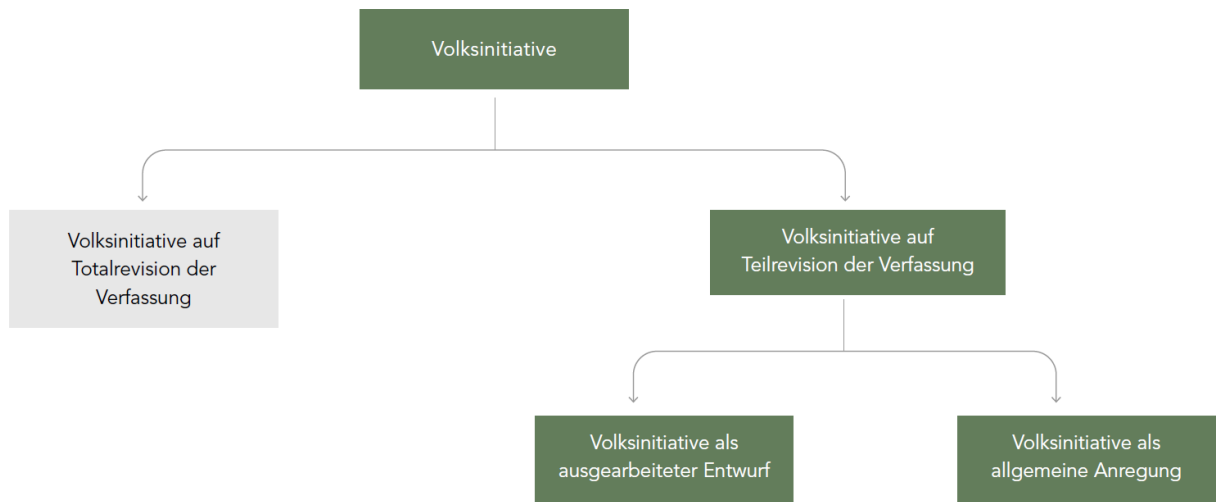 Volksinitiative
Volksinitiative auf
Totalrevision der
Verfassung
Volksinitiative auf
Teilrevision der Verfassung
Volksinitiative als
ausgearbeiteter Entwurf
Volksinitiative als
allgemeine Anregung